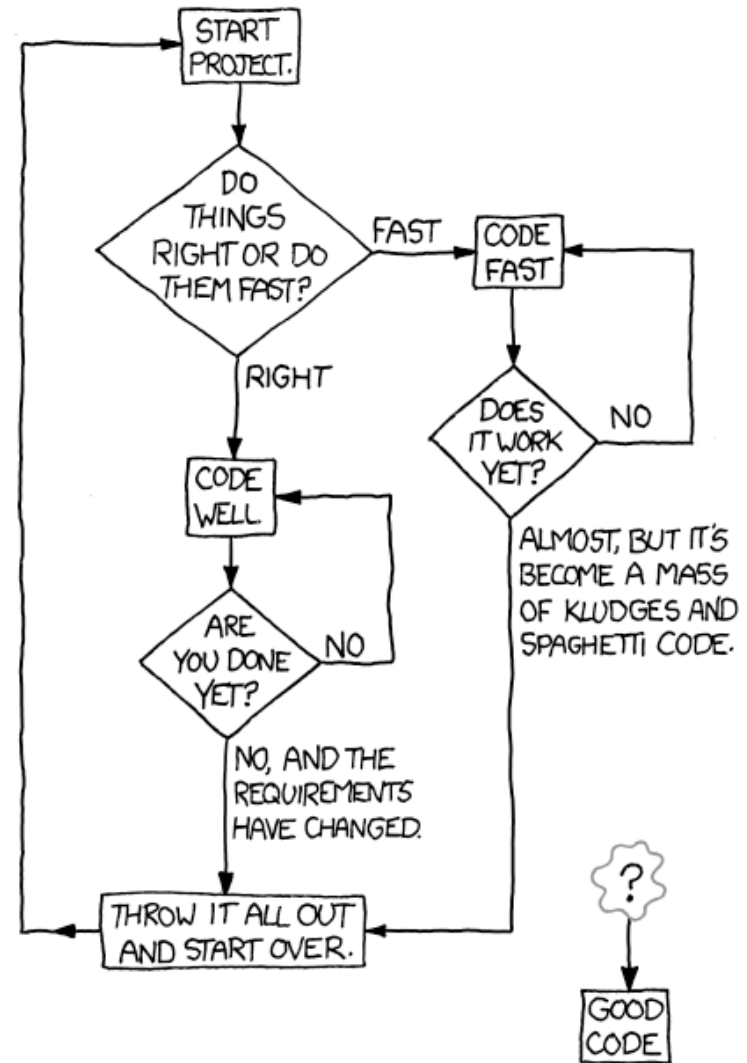 START
PROJECT.
DO
THINGS
RIGHT OR DO
THEM FAST?
FAST
CODE
FAST
RIGHT
DOES
IT WORK
YET?
NO
CODE
WELL.
ALMOST, BUT IT'S
BECOME A MASS
OF KLUDGES AND
SPAGHETTI CODE.
ARE
YOU DONE
YET?
NO
NO, AND THE
REQUIREMENTS
HAVE CHANGED.
THROW IT ALL OUT
AND START OVER.
?
GOOD
CODE